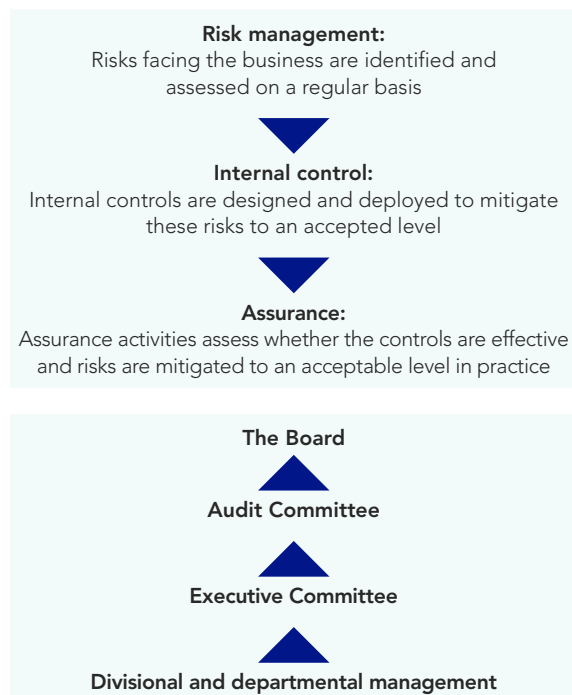 Risk management:
Risks facing the business are identified and
assessed on a regular basis
Internal control:
Internal controls are designed and deployed to mitigate
these risks to an accepted level
Assurance:
Assurance activities assess whether the controls are effective
and risks are mitigated to an acceptable level in practice
The Board
Audit Committee
Executive Committee
Divisional and departmental management